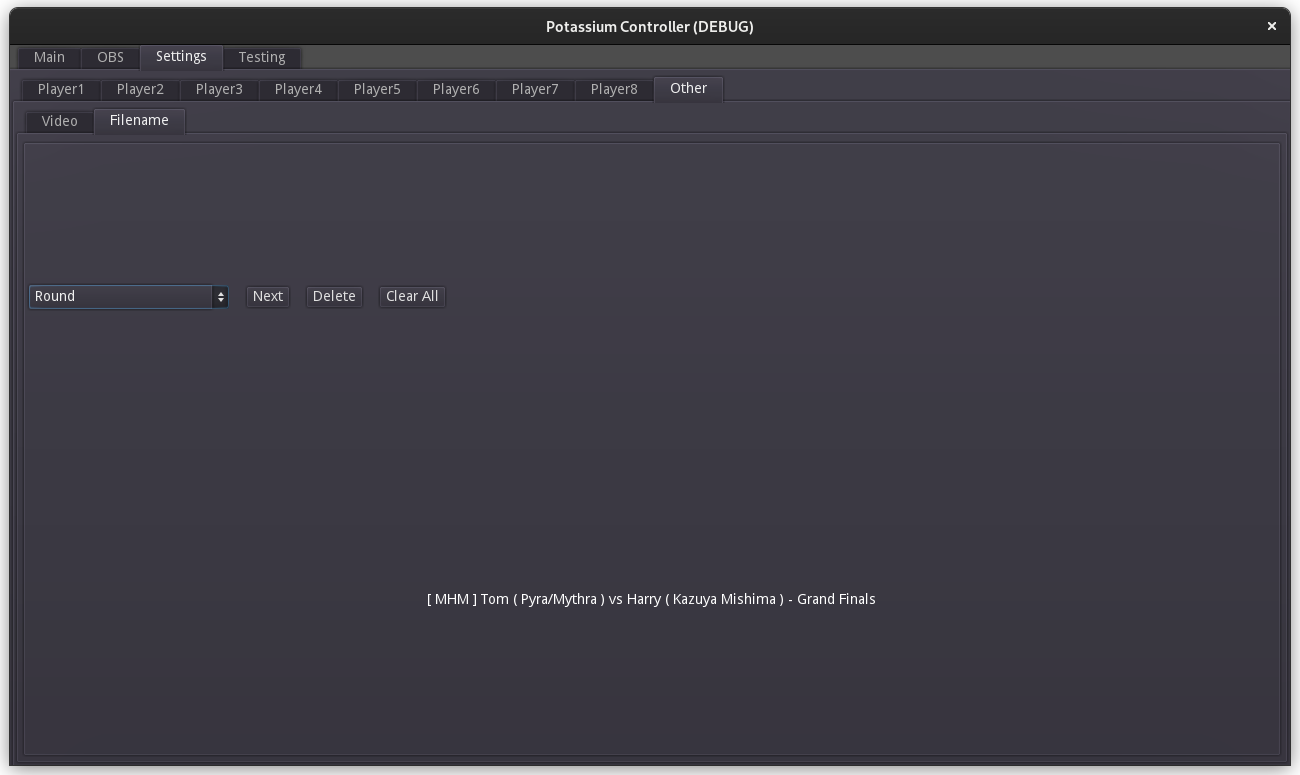 Potassium Controller (DEBUG) ×
Main OBS Settings Testing
Player1 Player2 Player3 Player4 Player5 Player6 Player7 Player8 Other
Video Filename
Round Next Delete Clear All
[ MHM ] Tom ( Pyra/Mythra ) vs Harry ( Kazuya Mishima ) - Grand Finals